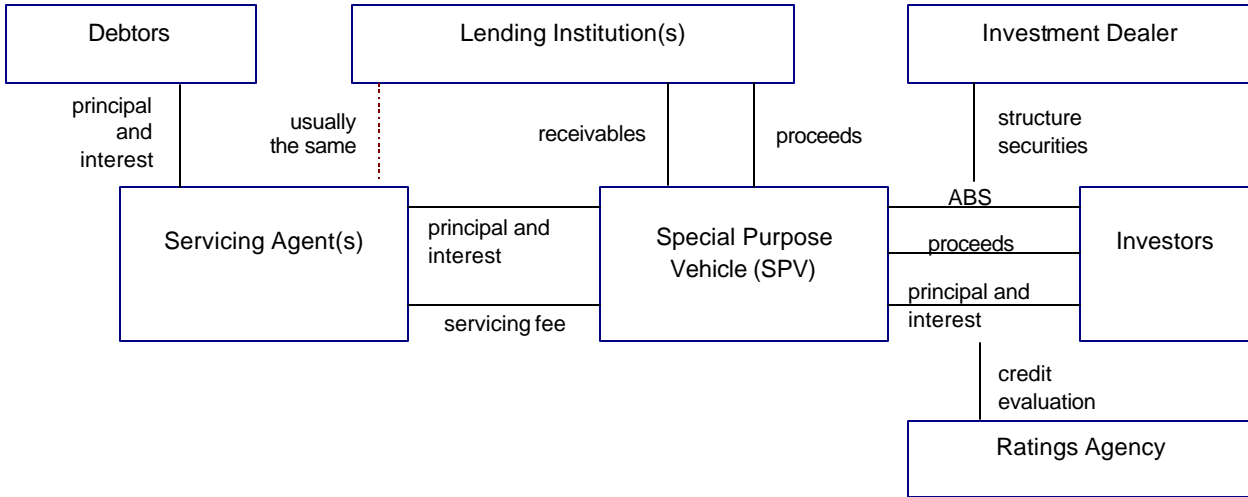 Debtors
Lending Institution(s)
Investment Dealer
principal
and
interest
usually
the same
receivables
proceeds
structure
securities
Servicing Agent(s)
principal and
interest
servicing fee
Special Purpose
Vehicle (SPV)
ABS
proceeds
principal and
interest
Investors
credit
evaluation
Ratings Agency